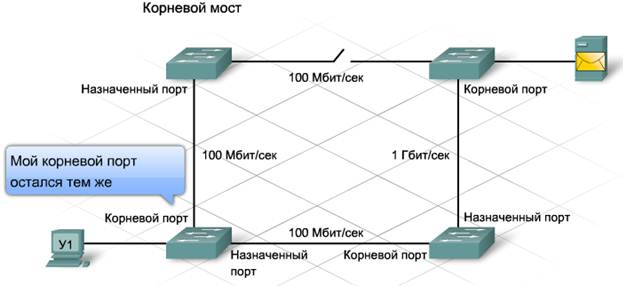 Корневой мост
100 Мбит/сек
Назначенный порт
Корневой порт
Мой корневой порт
остался тем же
100 Мбит/сек
1 Гбит/сек
Корневой порт
Назначенный порт
У1
100 Мбит/сек
Назначенный
порт
Корневой порт